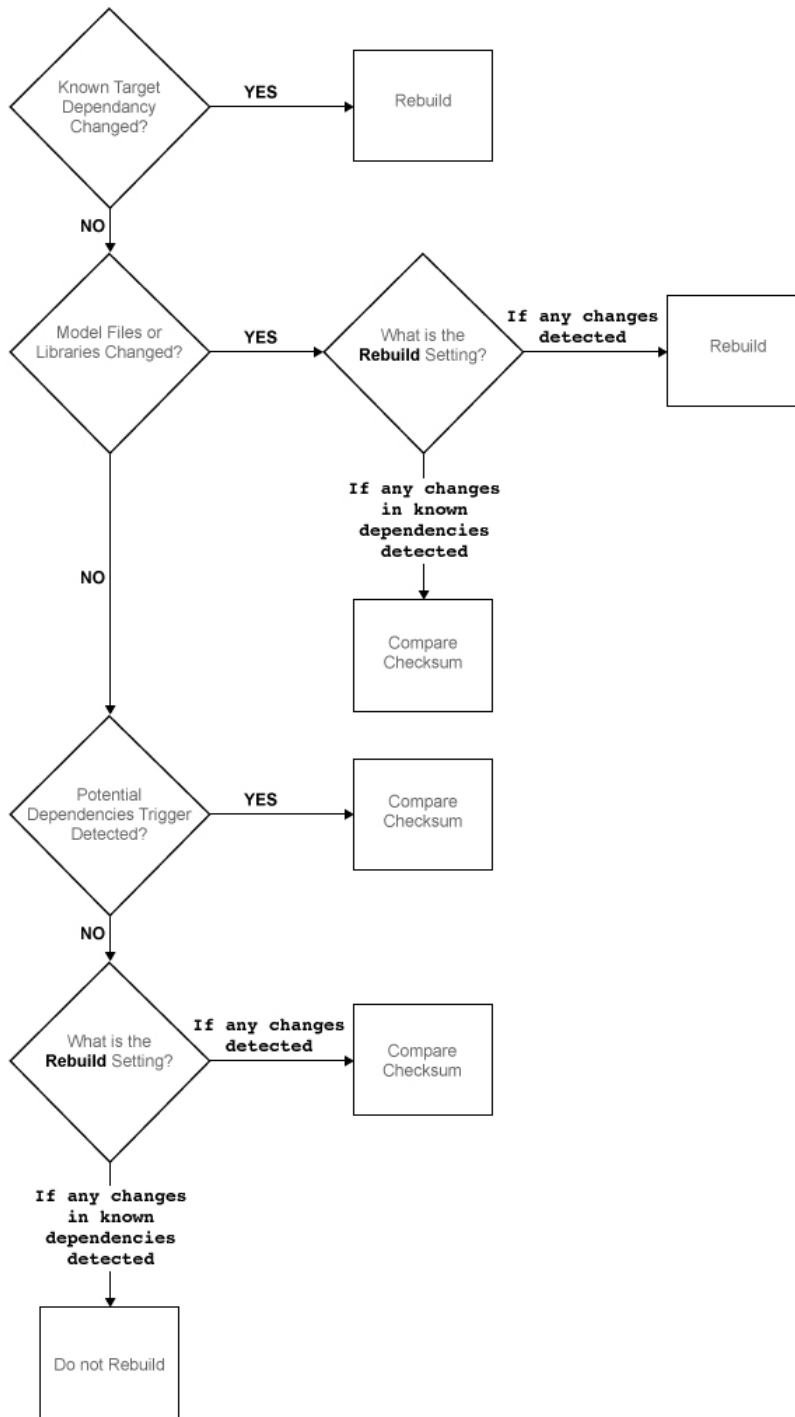 Known Target
Dependancy
Changed?
YES
Rebuild
NO
Model Files or
Libraries Changed?
YES
What is the
Rebuild Setting?
If any changes
detected
Rebuild
If any changes
in known
dependencies
detected
Compare
Checksum
NO
Potential
Dependencies Trigger
Detected?
YES
Compare
Checksum
NO
What is the
Rebuild Setting?
If any changes
detected
Compare
Checksum
If any changes
in known
dependencies
detected
Do not Rebuild